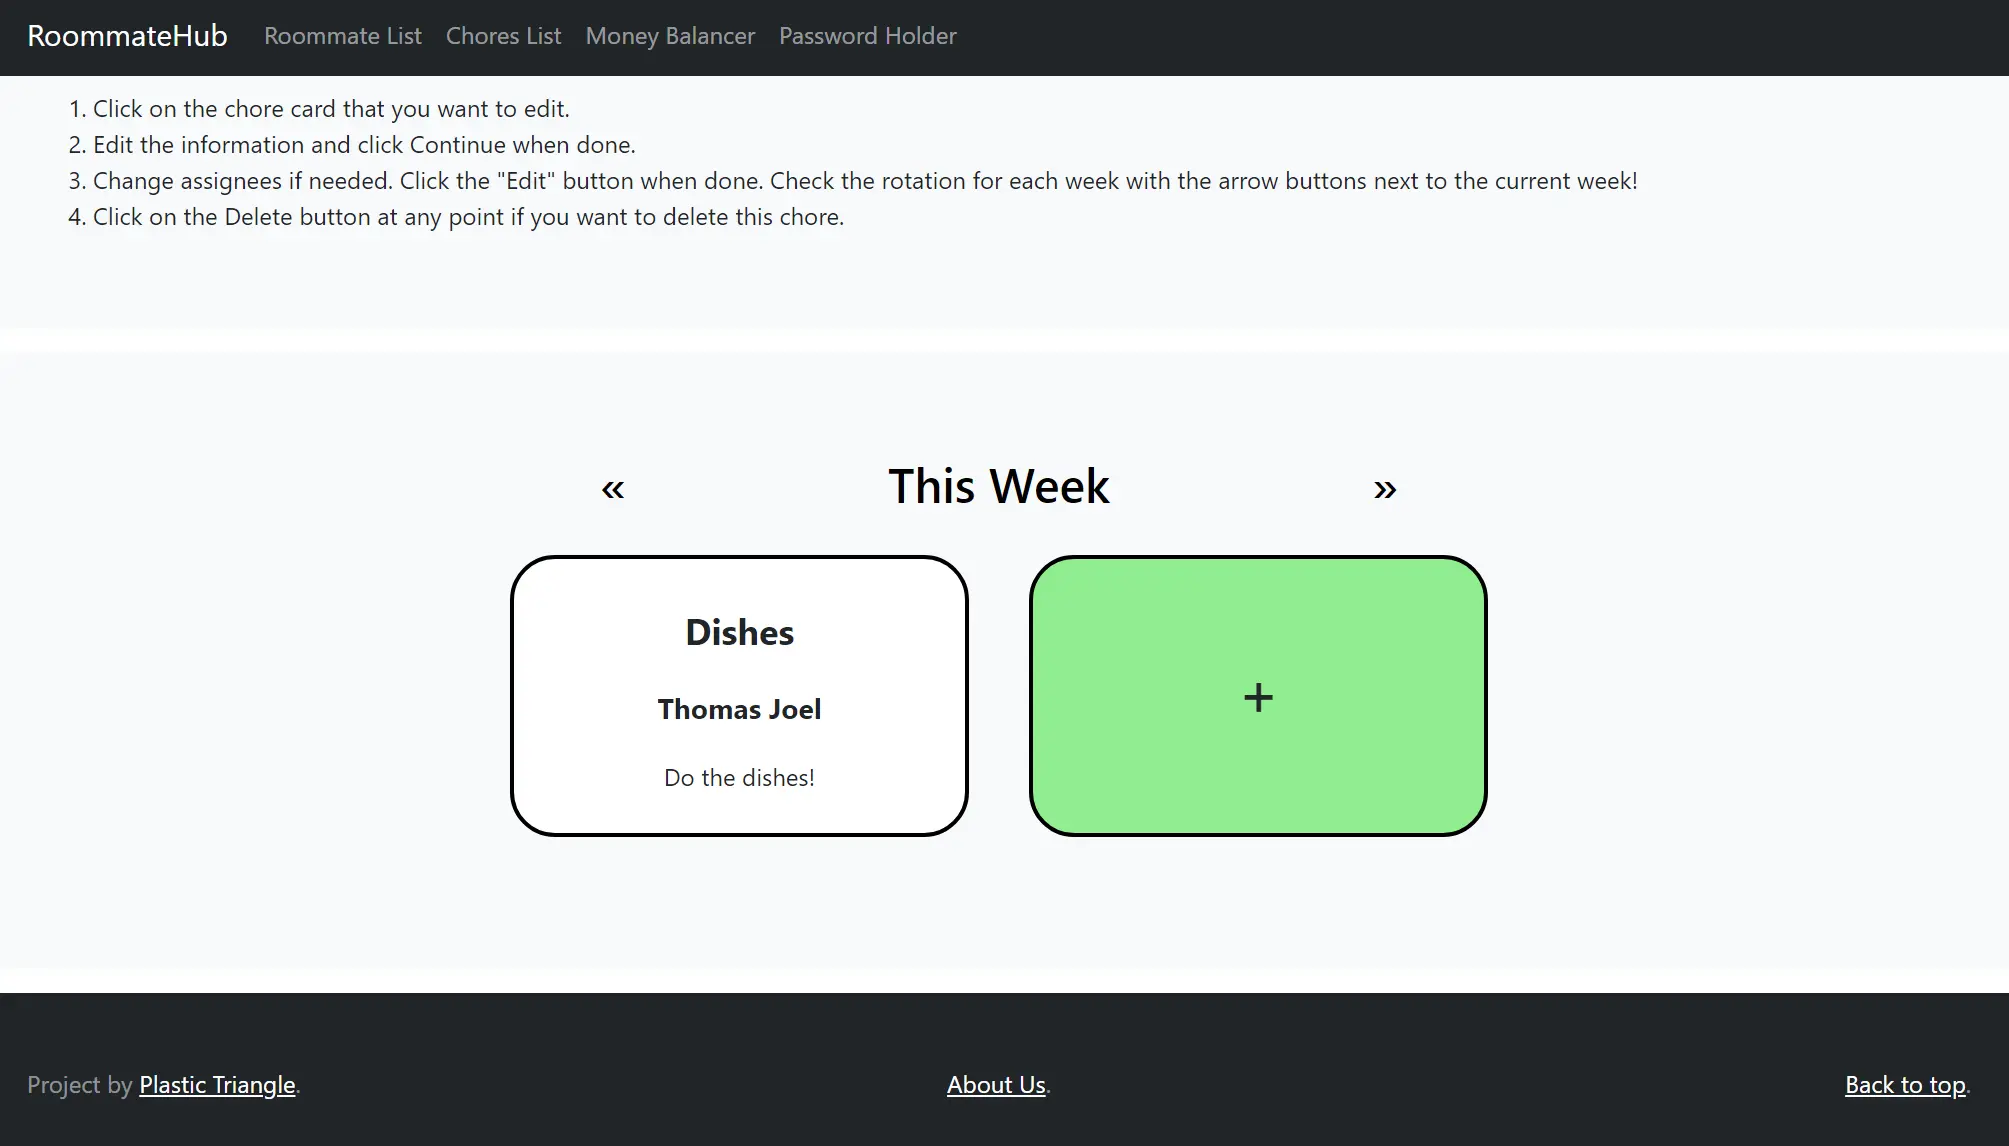 RoommateHub Roommate List Chores List Money Balancer Password Holder
1. Click on the chore card that you want to edit.
2. Edit the information and click Continue when done.
3. Change assignees if needed. Click the "Edit" button when done. Check the rotation for each week with the arrow buttons next to the current week!
4. Click on the Delete button at any point if you want to delete this chore.
« This Week »
Dishes
Thomas Joel
Do the dishes!
+
Project by Plastic Triangle. About Us. Back to top.